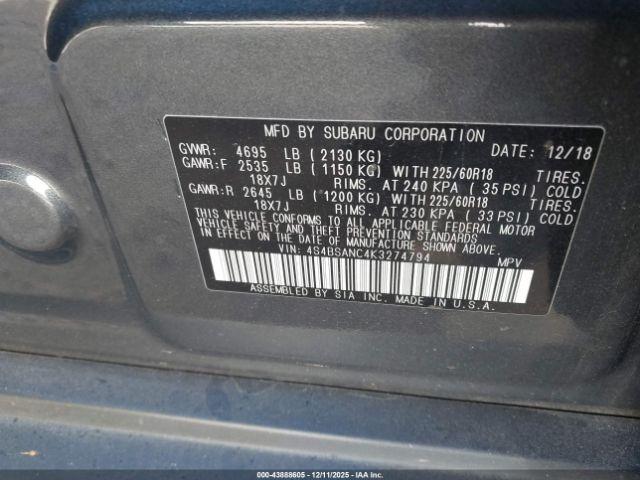 MFD BY SUBARU CORPORATION
GVWR: 4695 LB ( 2130 KG) DATE: 12/18
GAWR:F 2535 LB ( 1150 KG) WITH 225/60R18 TIRES.
18X7J RIMS. AT 240 KPA ( 35 PSI) COLD
GAWR:R 2645 LB ( 1200 KG) WITH 225/60R18 TIRES.
18X7J RIMS. AT 230 KPA ( 33 PSI) COLD
THIS VEHICLE CONFORMS TO ALL APPLICABLE FEDERAL MOTOR
VEHICLE SAFETY AND THEFT PREVENTION STANDARDS
IN EFFECT ON THE DATE OF MANUFACTURE SHOWN ABOVE.
VIN: 4S4BSANC4K3274794 MPV
ASSEMBLED BY SIA INC. MADE IN U.S.A.
000-43888605 - 12/11/2025 - IAAI.COM